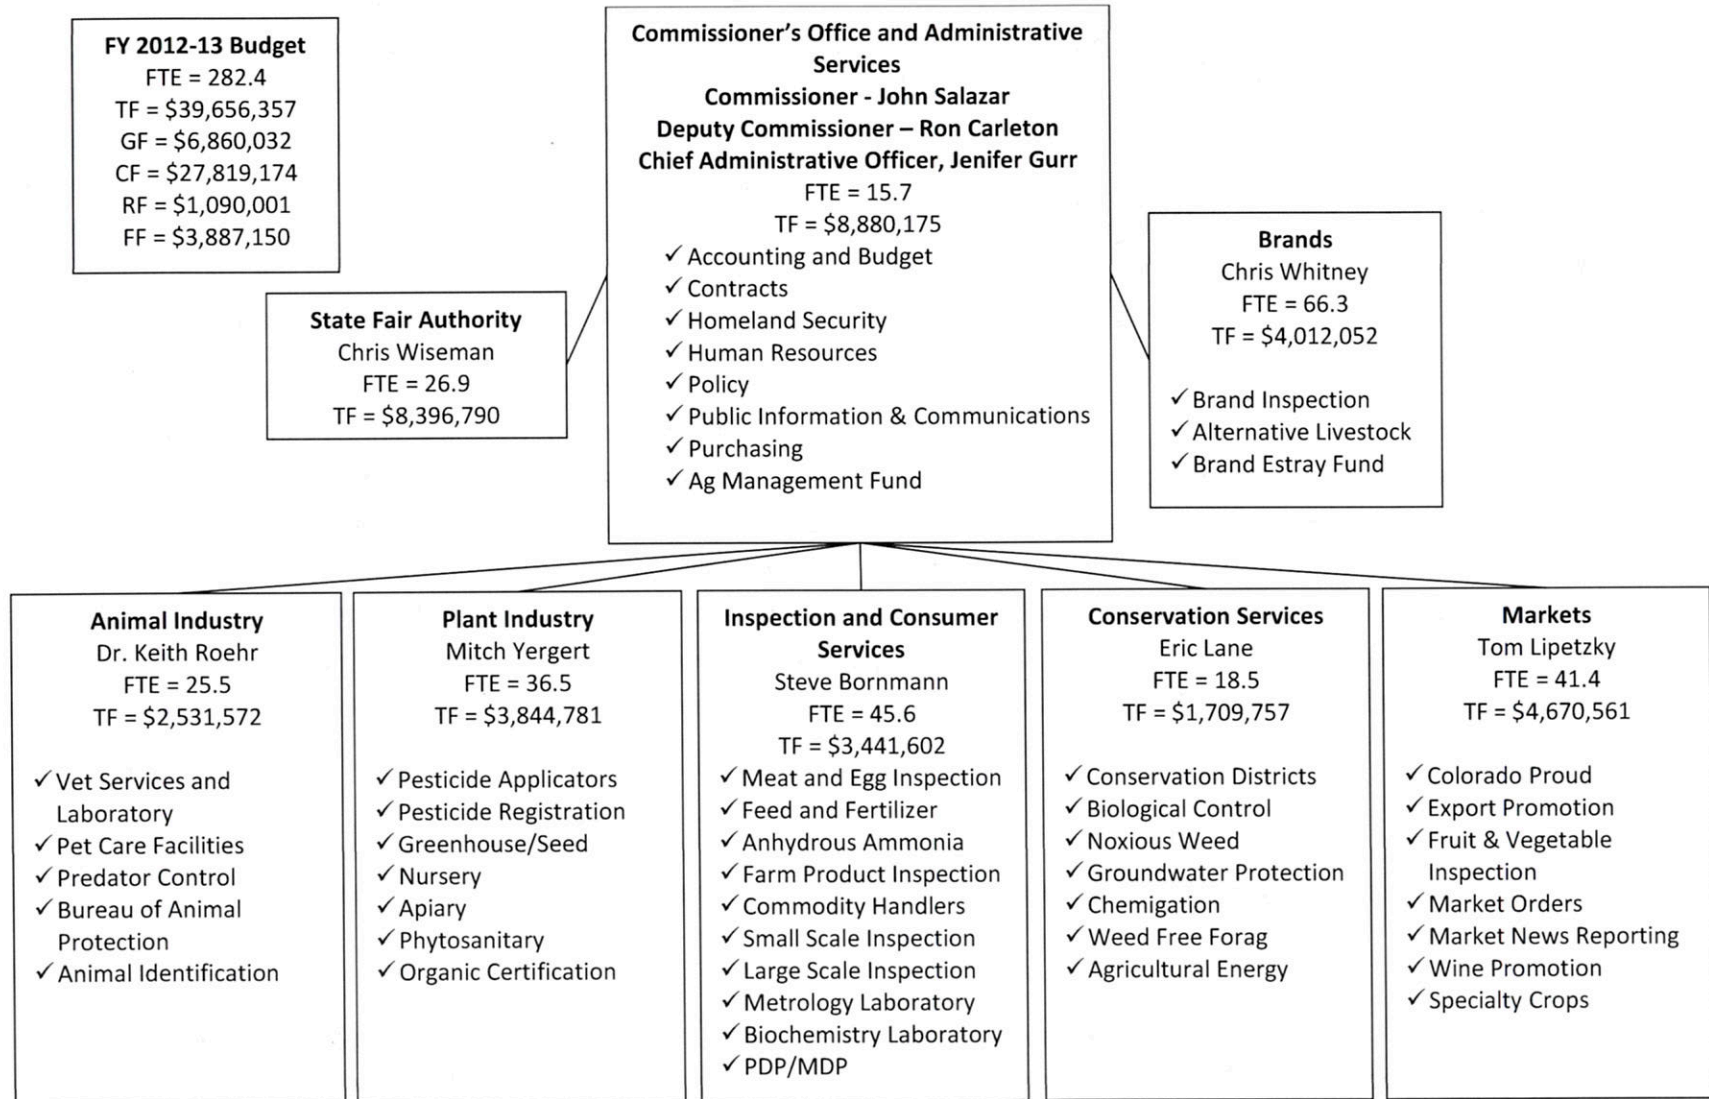 FY 2012-13 Budget
FTE = 282.4
TF = $39,656,357
GF = $6,860,032
CF = $27,819,174
RF = $1,090,001
FF = $3,887,150
Commissioner's Office and Administrative
Services
Commissioner - John Salazar
Deputy Commissioner – Ron Carleton
Chief Administrative Officer, Jenifer Gurr
FTE = 15.7
TF = $8,880,175
✓ Accounting and Budget
✓ Contracts
✓ Homeland Security
✓ Human Resources
✓ Policy
✓ Public Information & Communications
✓ Purchasing
✓ Ag Management Fund
State Fair Authority
Chris Wiseman
FTE = 26.9
TF = $8,396,790
Brands
Chris Whitney
FTE = 66.3
TF = $4,012,052
✓ Brand Inspection
✓ Alternative Livestock
✓ Brand Estray Fund
Animal Industry
Dr. Keith Roehr
FTE = 25.5
TF = $2,531,572
✓ Vet Services and
Laboratory
✓ Pet Care Facilities
✓ Predator Control
✓ Bureau of Animal
Protection
✓ Animal Identification
Plant Industry
Mitch Yergert
FTE = 36.5
TF = $3,844,781
✓ Pesticide Applicators
✓ Pesticide Registration
✓ Greenhouse/Seed
✓ Nursery
✓ Apiary
✓ Phytosanitary
✓ Organic Certification
Inspection and Consumer
Services
Steve Bornmann
FTE = 45.6
TF = $3,441,602
✓ Meat and Egg Inspection
✓ Feed and Fertilizer
✓ Anhydrous Ammonia
✓ Farm Product Inspection
✓ Commodity Handlers
✓ Small Scale Inspection
✓ Large Scale Inspection
✓ Metrology Laboratory
✓ Biochemistry Laboratory
✓ PDP/MDP
Conservation Services
Eric Lane
FTE = 18.5
TF = $1,709,757
✓ Conservation Districts
✓ Biological Control
✓ Noxious Weed
✓ Groundwater Protection
✓ Chemigation
✓ Weed Free Forag
✓ Agricultural Energy
Markets
Tom Lipetzky
FTE = 41.4
TF = $4,670,561
✓ Colorado Proud
✓ Export Promotion
✓ Fruit & Vegetable
Inspection
✓ Market Orders
✓ Market News Reporting
✓ Wine Promotion
✓ Specialty Crops